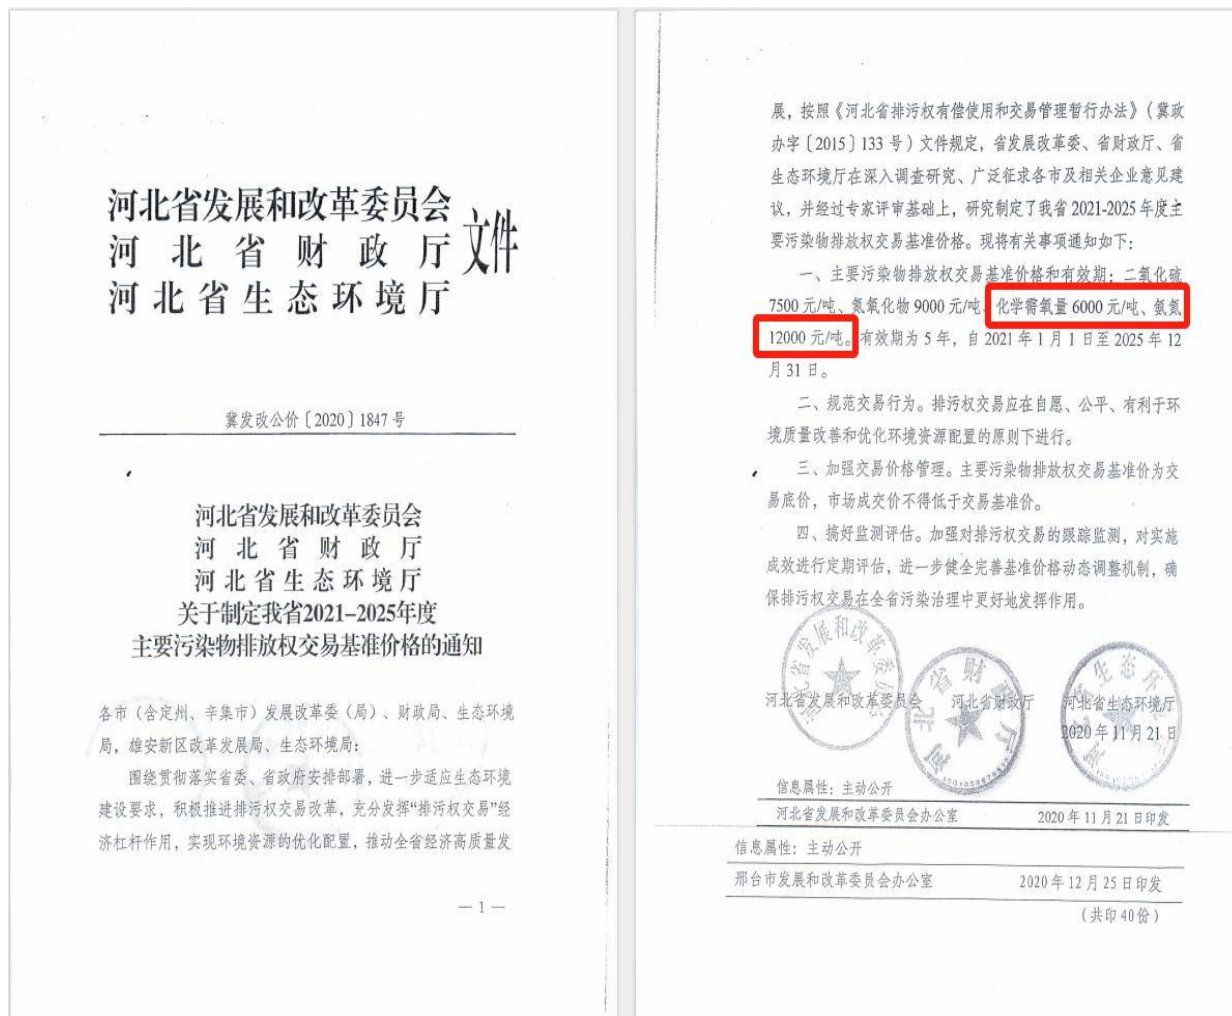 河北省发展和改革委员会
河北省财政厅 文件
河北省生态环境厅
冀发改公价〔2020〕1847号
河北省发展和改革委员会
河北省财政厅
河北省生态环境厅
关于制定我省2021-2025年度
主要污染物排放权交易基准价格的通知
各市（含定州、辛集市）发展改革委（局）、财政局、生态环境
局，雄安新区改革发展局、生态环境局：
围绕贯彻落实省委、省政府安排部署，进一步适应生态环境
建设要求，积极推进排污权交易改革，充分发挥“排污权交易”经
济杠杆作用，实现环境资源的优化配置，推动全省经济高质量发
— 1 —
展，按照《河北省排污权有偿使用和交易管理暂行办法》（冀政
办字〔2015〕133号）文件规定，省发展改革委、省财政厅、省
生态环境厅在深入调查研究、广泛征求各市及相关企业意见建
议，并经过专家评审基础上，研究制定了我省2021-2025年度主
要污染物排放权交易基准价格。现将有关事项通知如下：
一、主要污染物排放权交易基准价格和有效期：二氧化硫
7500元/吨、氮氧化物9000元/吨、化学需氧量6000元/吨、氨氮
12000元/吨。有效期为5年，自2021年1月1日至2025年12
月31日。
二、规范交易行为。排污权交易应在自愿、公平、有利于环
境质量改善和优化环境资源配置的原则下进行。
三、加强交易价格管理。主要污染物排放权交易基准价为交
易底价，市场成交价不得低于交易基准价。
四、搞好监测评估。加强对排污权交易的跟踪监测，对实施
成效进行定期评估，进一步健全完善基准价格动态调整机制，确
保排污权交易在全省污染治理中更好地发挥作用。
河北省发展和改革委员会 河北省财政厅 河北省生态环境厅
2020年11月21日
信息属性：主动公开
河北省发展和改革委员会办公室 2020年11月21日印发
信息属性：主动公开
邢台市发展和改革委员会办公室 2020年12月25日印发
（共印40份）